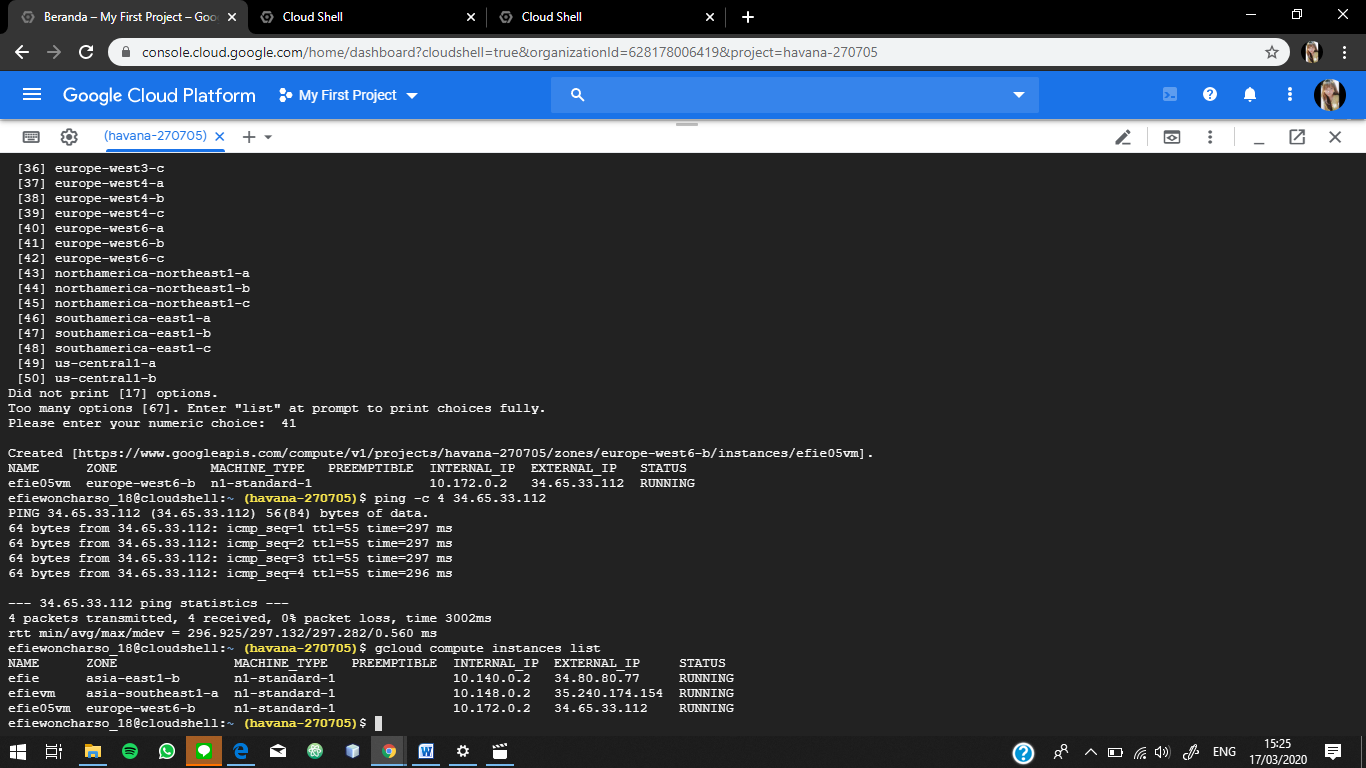 Beranda – My First Project – Goo
Cloud Shell
Cloud Shell
console.cloud.google.com/home/dashboard?cloudshell=true&organizationId=628178006419&project=havana-270705
Google Cloud Platform
My First Project
(havana-270705)
[36] europe-west3-c
[37] europe-west4-a
[38] europe-west4-b
[39] europe-west4-c
[40] europe-west6-a
[41] europe-west6-b
[42] europe-west6-c
[43] northamerica-northeast1-a
[44] northamerica-northeast1-b
[45] northamerica-northeast1-c
[46] southamerica-east1-a
[47] southamerica-east1-b
[48] southamerica-east1-c
[49] us-central1-a
[50] us-central1-b
Did not print [17] options.
Too many options [67]. Enter "list" at prompt to print choices fully.
Please enter your numeric choice:  41
Created [https://www.googleapis.com/compute/v1/projects/havana-270705/zones/europe-west6-b/instances/efie05vm].
NAME      ZONE            MACHINE_TYPE   PREEMPTIBLE  INTERNAL_IP  EXTERNAL_IP   STATUS
efie05vm  europe-west6-b  n1-standard-1               10.172.0.2   34.65.33.112  RUNNING
efiewoncharso_18@cloudshell:~ (havana-270705)$ ping -c 4 34.65.33.112
PING 34.65.33.112 (34.65.33.112) 56(84) bytes of data.
64 bytes from 34.65.33.112: icmp_seq=1 ttl=55 time=297 ms
64 bytes from 34.65.33.112: icmp_seq=2 ttl=55 time=297 ms
64 bytes from 34.65.33.112: icmp_seq=3 ttl=55 time=297 ms
64 bytes from 34.65.33.112: icmp_seq=4 ttl=55 time=296 ms
--- 34.65.33.112 ping statistics ---
4 packets transmitted, 4 received, 0% packet loss, time 3002ms
rtt min/avg/max/mdev = 296.925/297.132/297.282/0.560 ms
efiewoncharso_18@cloudshell:~ (havana-270705)$ gcloud compute instances list
NAME      ZONE               MACHINE_TYPE   PREEMPTIBLE  INTERNAL_IP  EXTERNAL_IP     STATUS
efie      asia-east1-b       n1-standard-1               10.140.0.2   34.80.80.77     RUNNING
efievm    asia-southeast1-a  n1-standard-1               10.148.0.2   35.240.174.154  RUNNING
efie05vm  europe-west6-b     n1-standard-1               10.172.0.2   34.65.33.112    RUNNING
efiewoncharso_18@cloudshell:~ (havana-270705)$
ENG
15:25
17/03/2020